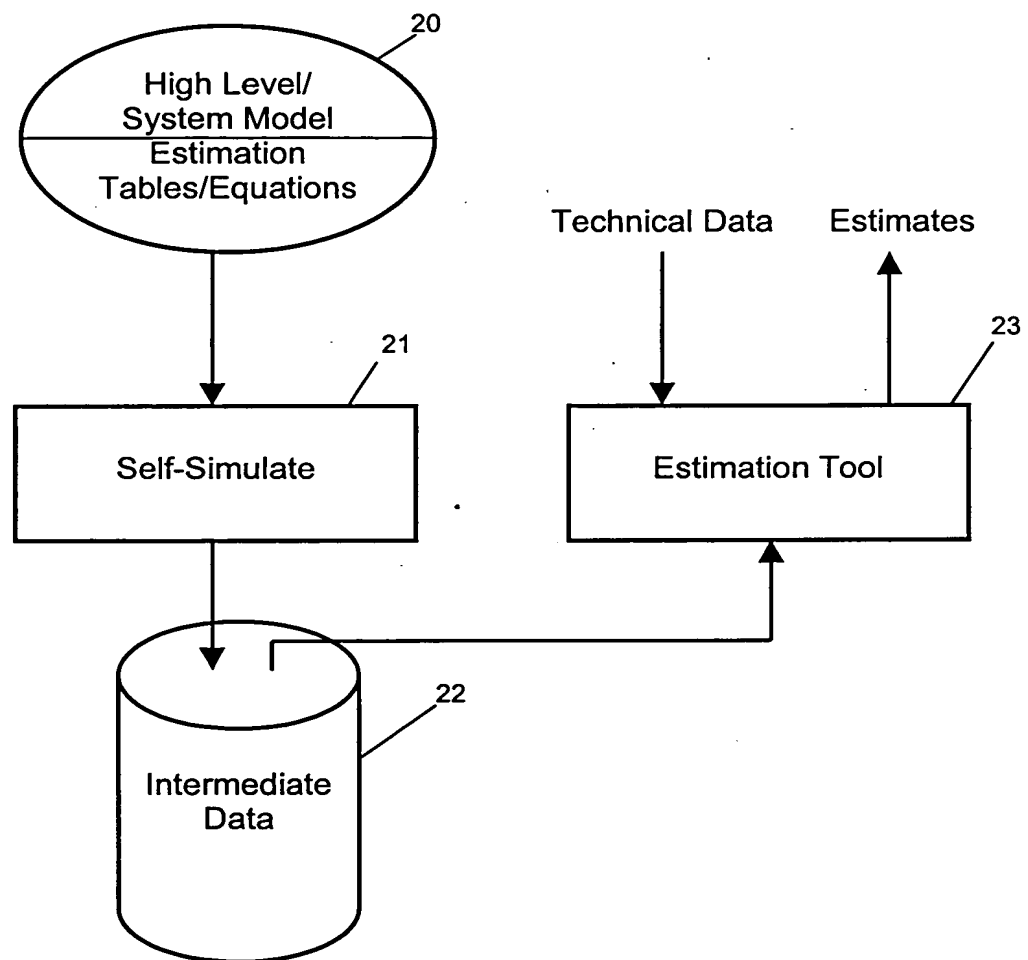 20
High Level/
System Model
Estimation
Tables/Equations
Technical Data
Estimates
21
23
Self-Simulate
Estimation Tool
22
Intermediate
Data